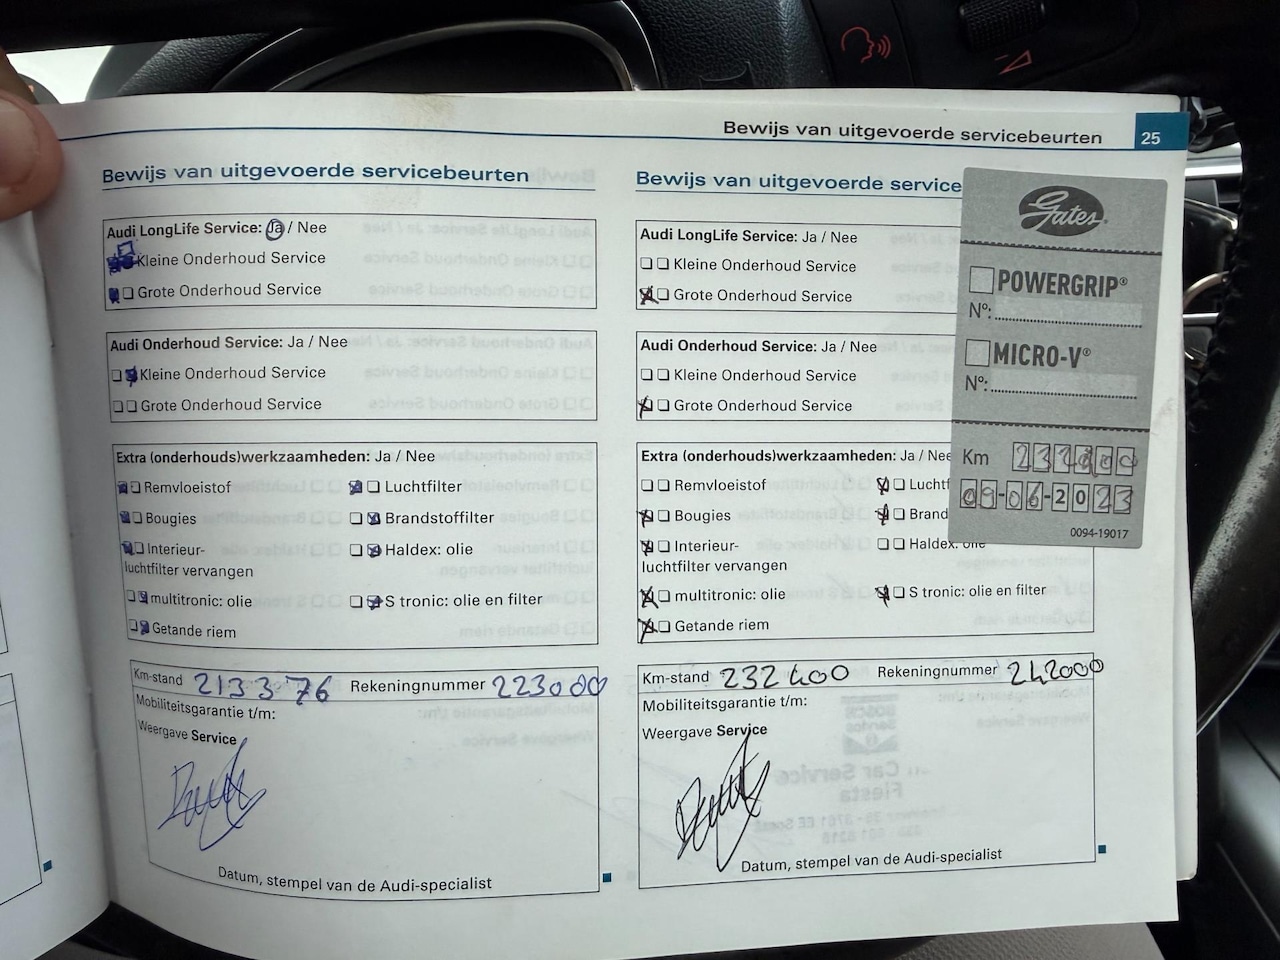 Bewijs van uitgevoerde servicebeurten 25
Bewijs van uitgevoerde servicebeurten
Audi LongLife Service: Ja / Nee
Kleine Onderhoud Service
Grote Onderhoud Service
Audi Onderhoud Service: Ja / Nee
Kleine Onderhoud Service
Grote Onderhoud Service
Extra (onderhouds)werkzaamheden: Ja / Nee
Remvloeistof Luchtfilter
Bougies Brandstoffilter
Interieur- Haldex: olie
luchtfilter vervangen
multitronic: olie S tronic: olie en filter
Getande riem
Km-stand 213376 Rekeningnummer 223000
Mobiliteitsgarantie t/m:
Weergave Service
Datum, stempel van de Audi-specialist
Bewijs van uitgevoerde service
Audi LongLife Service: Ja / Nee
Kleine Onderhoud Service
Grote Onderhoud Service
Audi Onderhoud Service: Ja / Nee
Kleine Onderhoud Service
Grote Onderhoud Service
Extra (onderhouds)werkzaamheden: Ja / Nee
Remvloeistof Luchtf
Bougies Brand
Interieur- Haldex: olie
luchtfilter vervangen
multitronic: olie S tronic: olie en filter
Getande riem
Km-stand 232400 Rekeningnummer 242000
Mobiliteitsgarantie t/m:
Weergave Service
Datum, stempel van de Audi-specialist
Gates®
POWERGRIP®
Nº:
MICRO-V®
Nº:
Km
09-06-2023
0094-19017